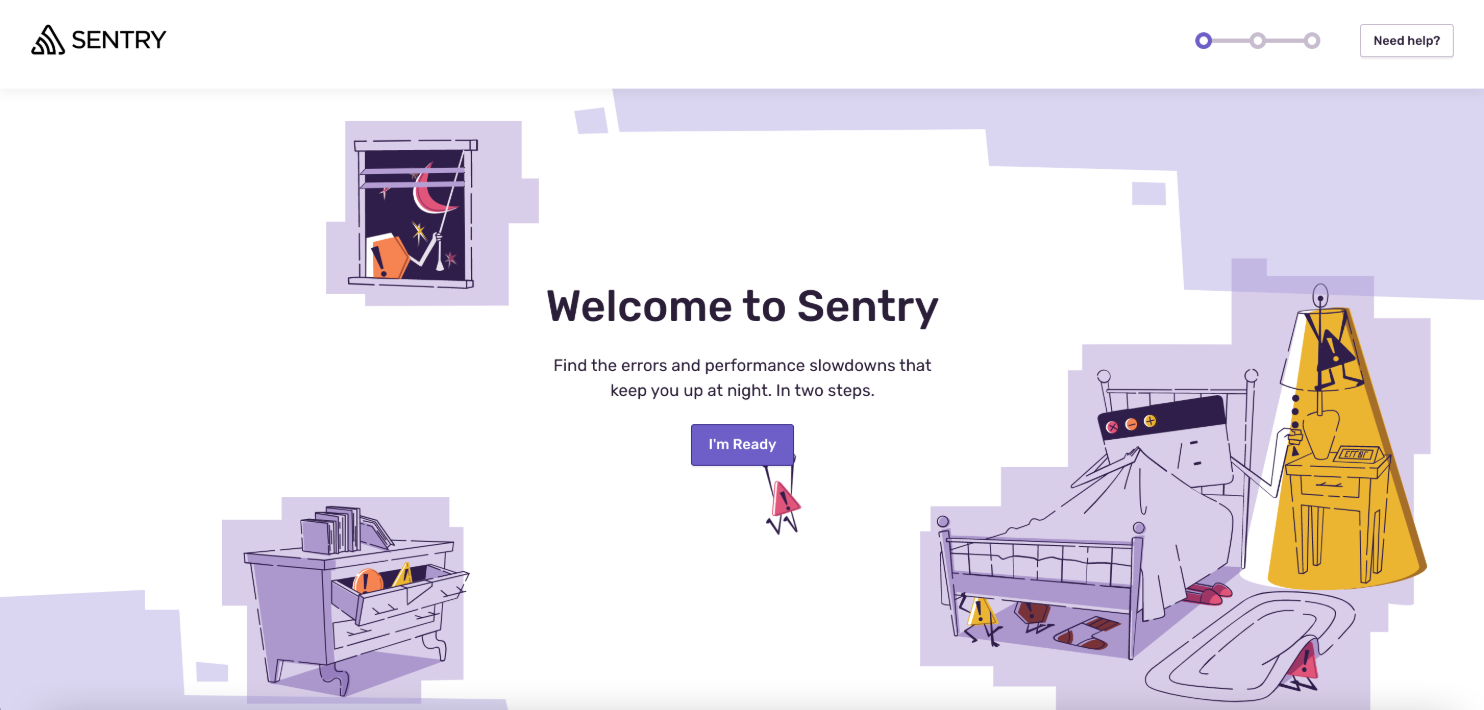 SENTRY
Need help?
Welcome to Sentry
Find the errors and performance slowdowns that
keep you up at night. In two steps.
I'm Ready
ERROR